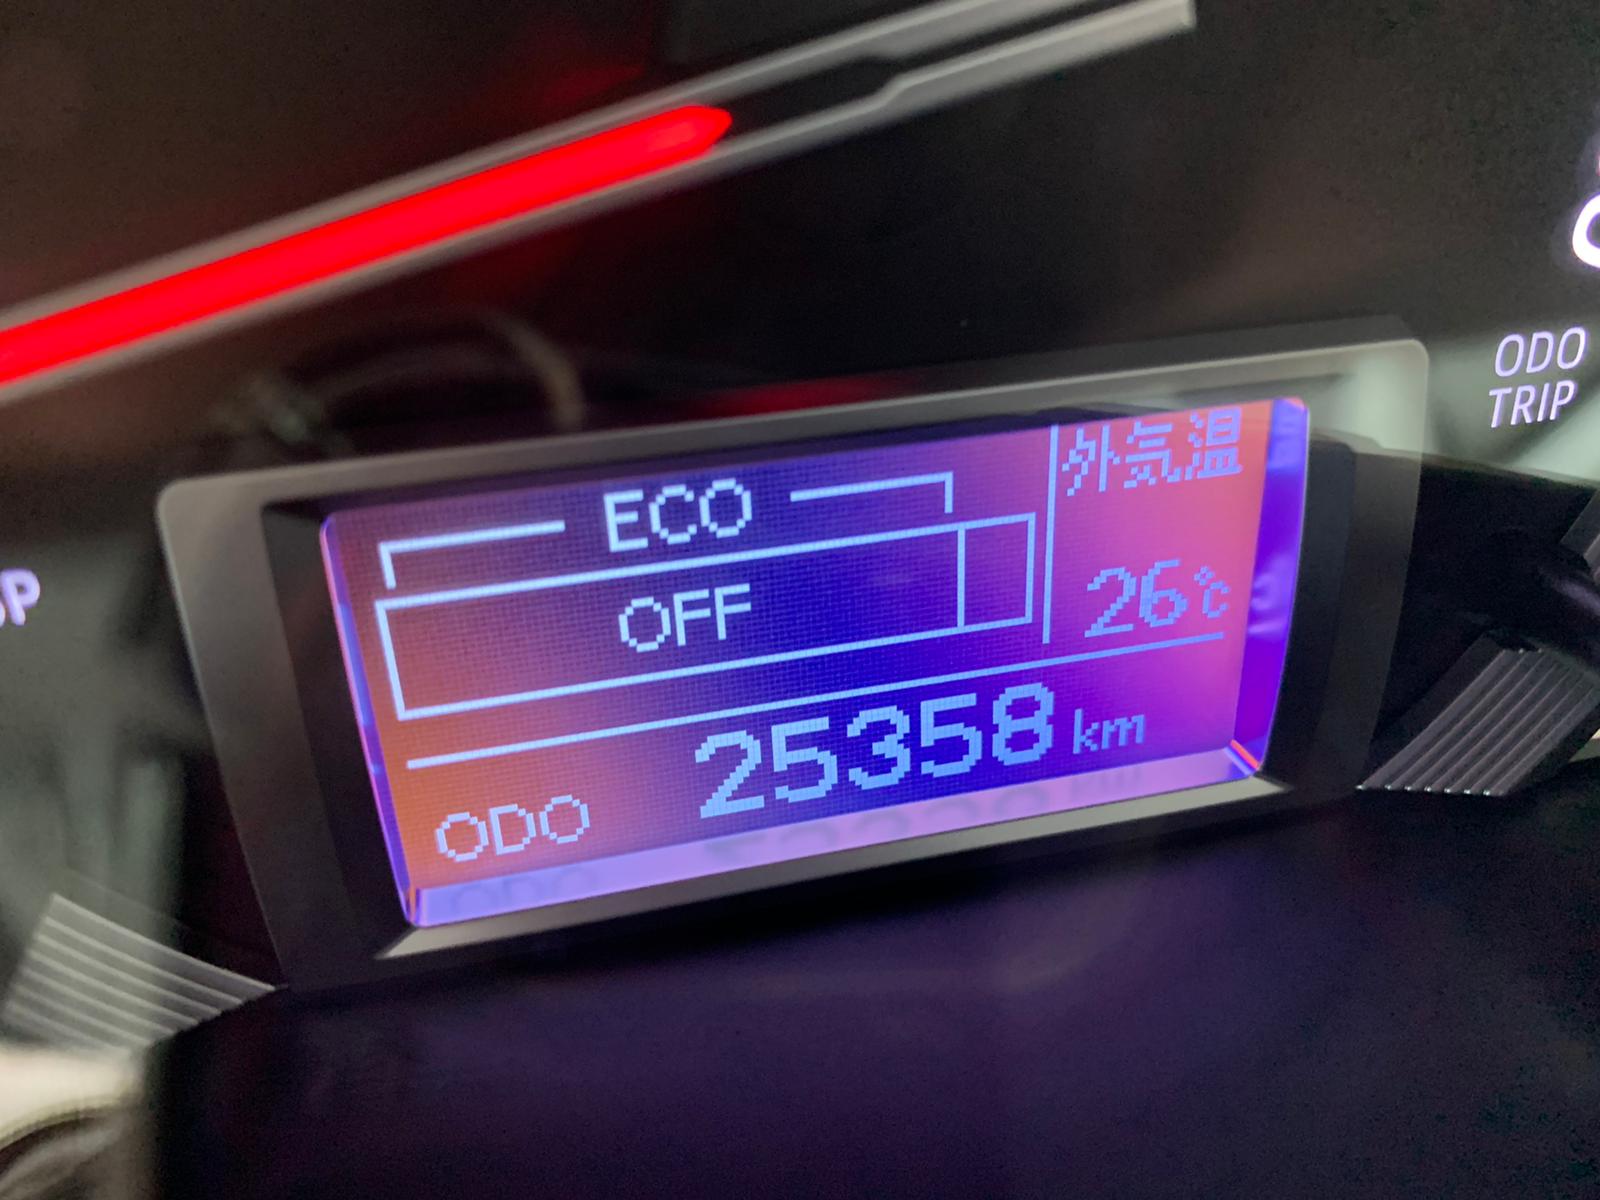 ECO
OFF
外気温
26℃
ODO 25358 km
ODO
TRIP